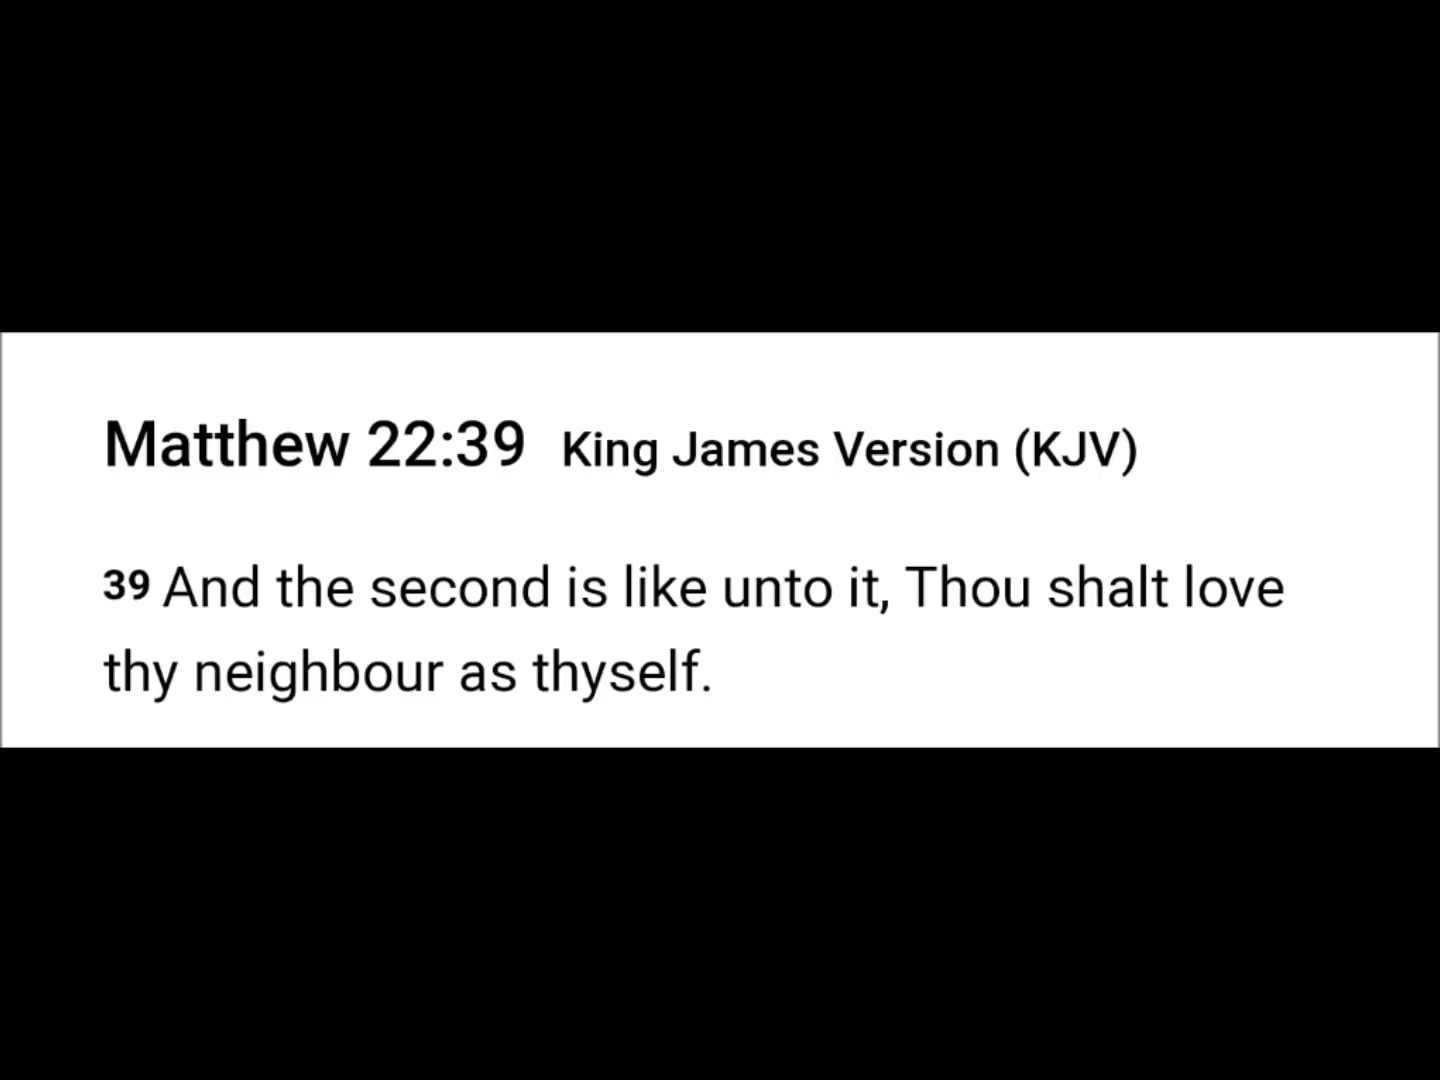 Matthew 22:39 King James Version (KJV)
39 And the second is like unto it, Thou shalt love
thy neighbour as thyself.